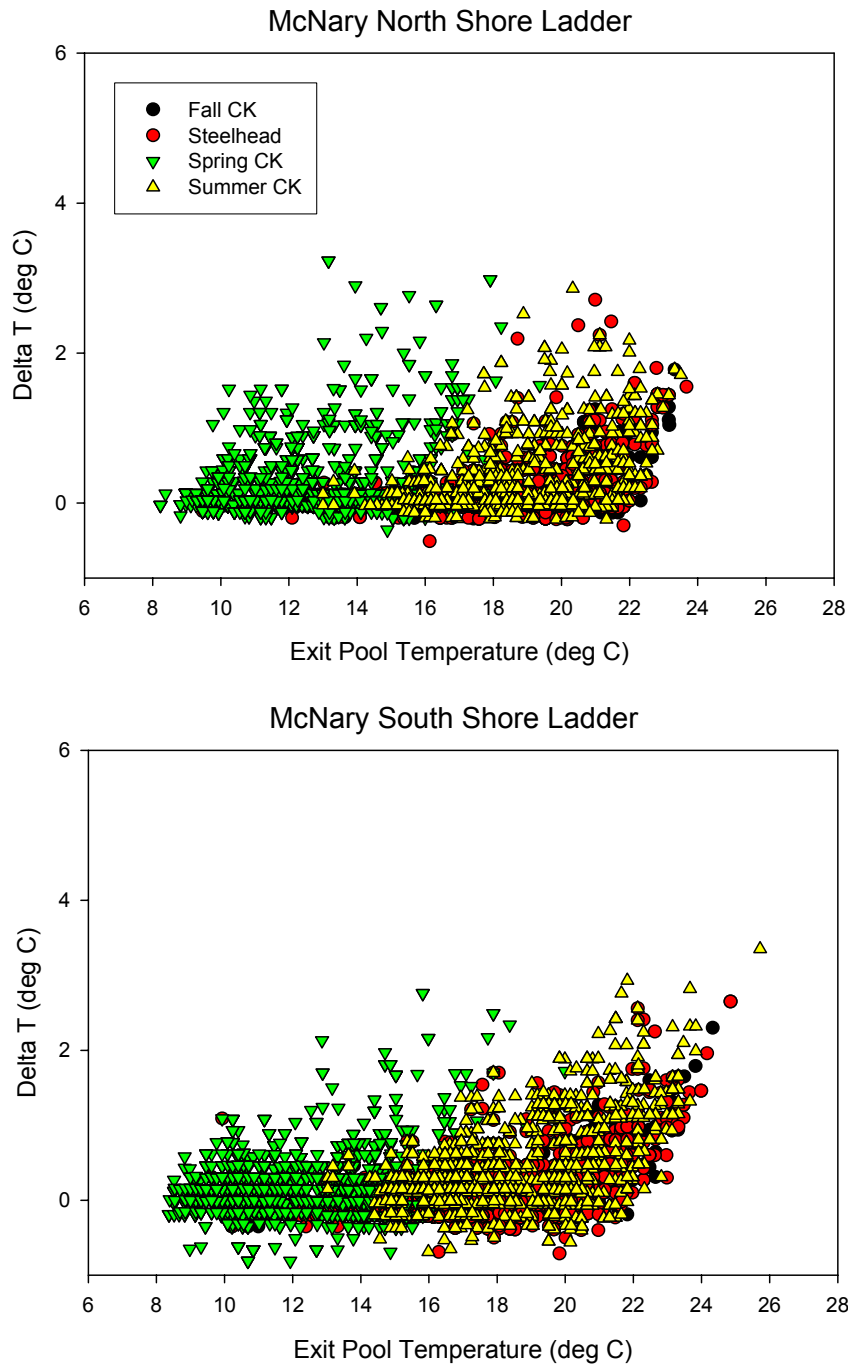 McNary North Shore Ladder
6
4
2
0
Delta T (deg C)
Fall CK
Steelhead
Spring CK
Summer CK
6 8 10 12 14 16 18 20 22 24 26 28
Exit Pool Temperature (deg C)
McNary South Shore Ladder
6
4
2
0
Delta T (deg C)
6 8 10 12 14 16 18 20 22 24 26 28
Exit Pool Temperature (deg C)